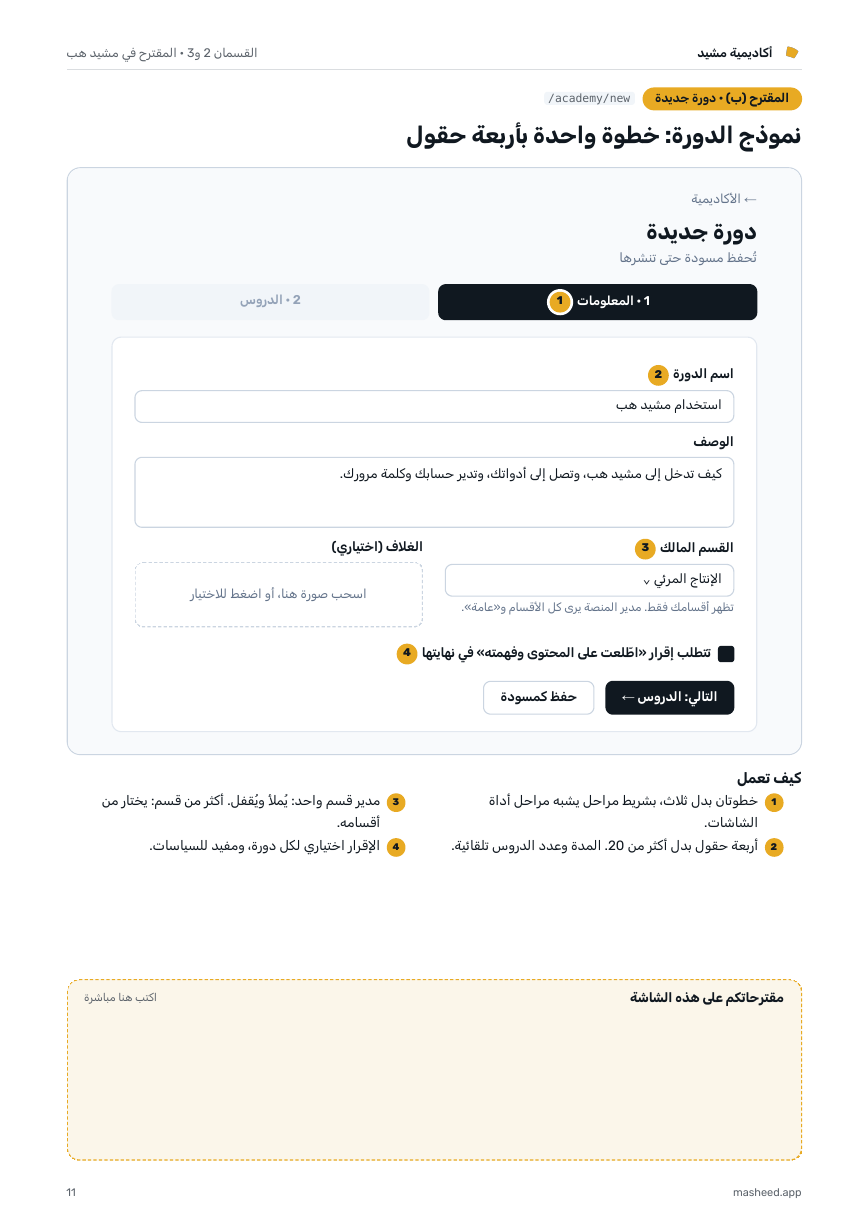 أكاديمية مشيد
القسمان 2 و3 • المقترح في مشيد هب
المقترح (ب) • دورة جديدة
/academy/new
نموذج الدورة: خطوة واحدة بأربعة حقول
← الأكاديمية
دورة جديدة
تُحفظ مسودة حتى تنشرها
1 • المعلومات 1
2 • الدروس
اسم الدورة 2
استخدام مشيد هب
الوصف
كيف تدخل إلى مشيد هب، وتصل إلى أدواتك، وتدير حسابك وكلمة مرورك.
القسم المالك 3
الإنتاج المرئي ⌄
تظهر أقسامك فقط. مدير المنصة يرى كل الأقسام و«عامة».
الغلاف (اختياري)
اسحب صورة هنا، أو اضغط للاختيار
تتطلب إقرار «اطّلعت على المحتوى وفهمته» في نهايتها 4
التالي: الدروس ←
حفظ كمسودة
كيف تعمل
1 خطوتان بدل ثلاث، بشريط مراحل يشبه مراحل أداة
الشاشات.
2 أربعة حقول بدل أكثر من 20. المدة وعدد الدروس تلقائية.
3 مدير قسم واحد: يُملأ ويُقفل. أكثر من قسم: يختار من
أقسامه.
4 الإقرار اختياري لكل دورة، ومفيد للسياسات.
مقترحاتكم على هذه الشاشة
اكتب هنا مباشرة
masheed.app
11